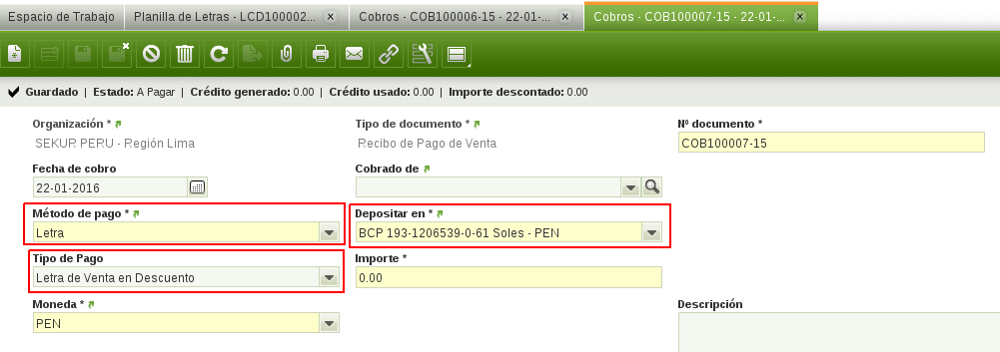 Espacio de Trabajo Planilla de Letras - LCD100002... Cobros - COB100006-15 - 22-01-... Cobros - COB100007-15 - 22-01-...
Guardado | Estado: A Pagar | Crédito generado: 0.00 | Crédito usado: 0.00 | Importe descontado: 0.00
Organización * Tipo de documento * Nº documento *
SEKUR PERU - Región Lima Recibo de Pago de Venta COB100007-15
Fecha de cobro Cobrado de
22-01-2016
Método de pago * Depositar en *
Letra BCP 193-1206539-0-61 Soles - PEN
Tipo de Pago Importe *
Letra de Venta en Descuento 0.00
Moneda * Descripción
PEN